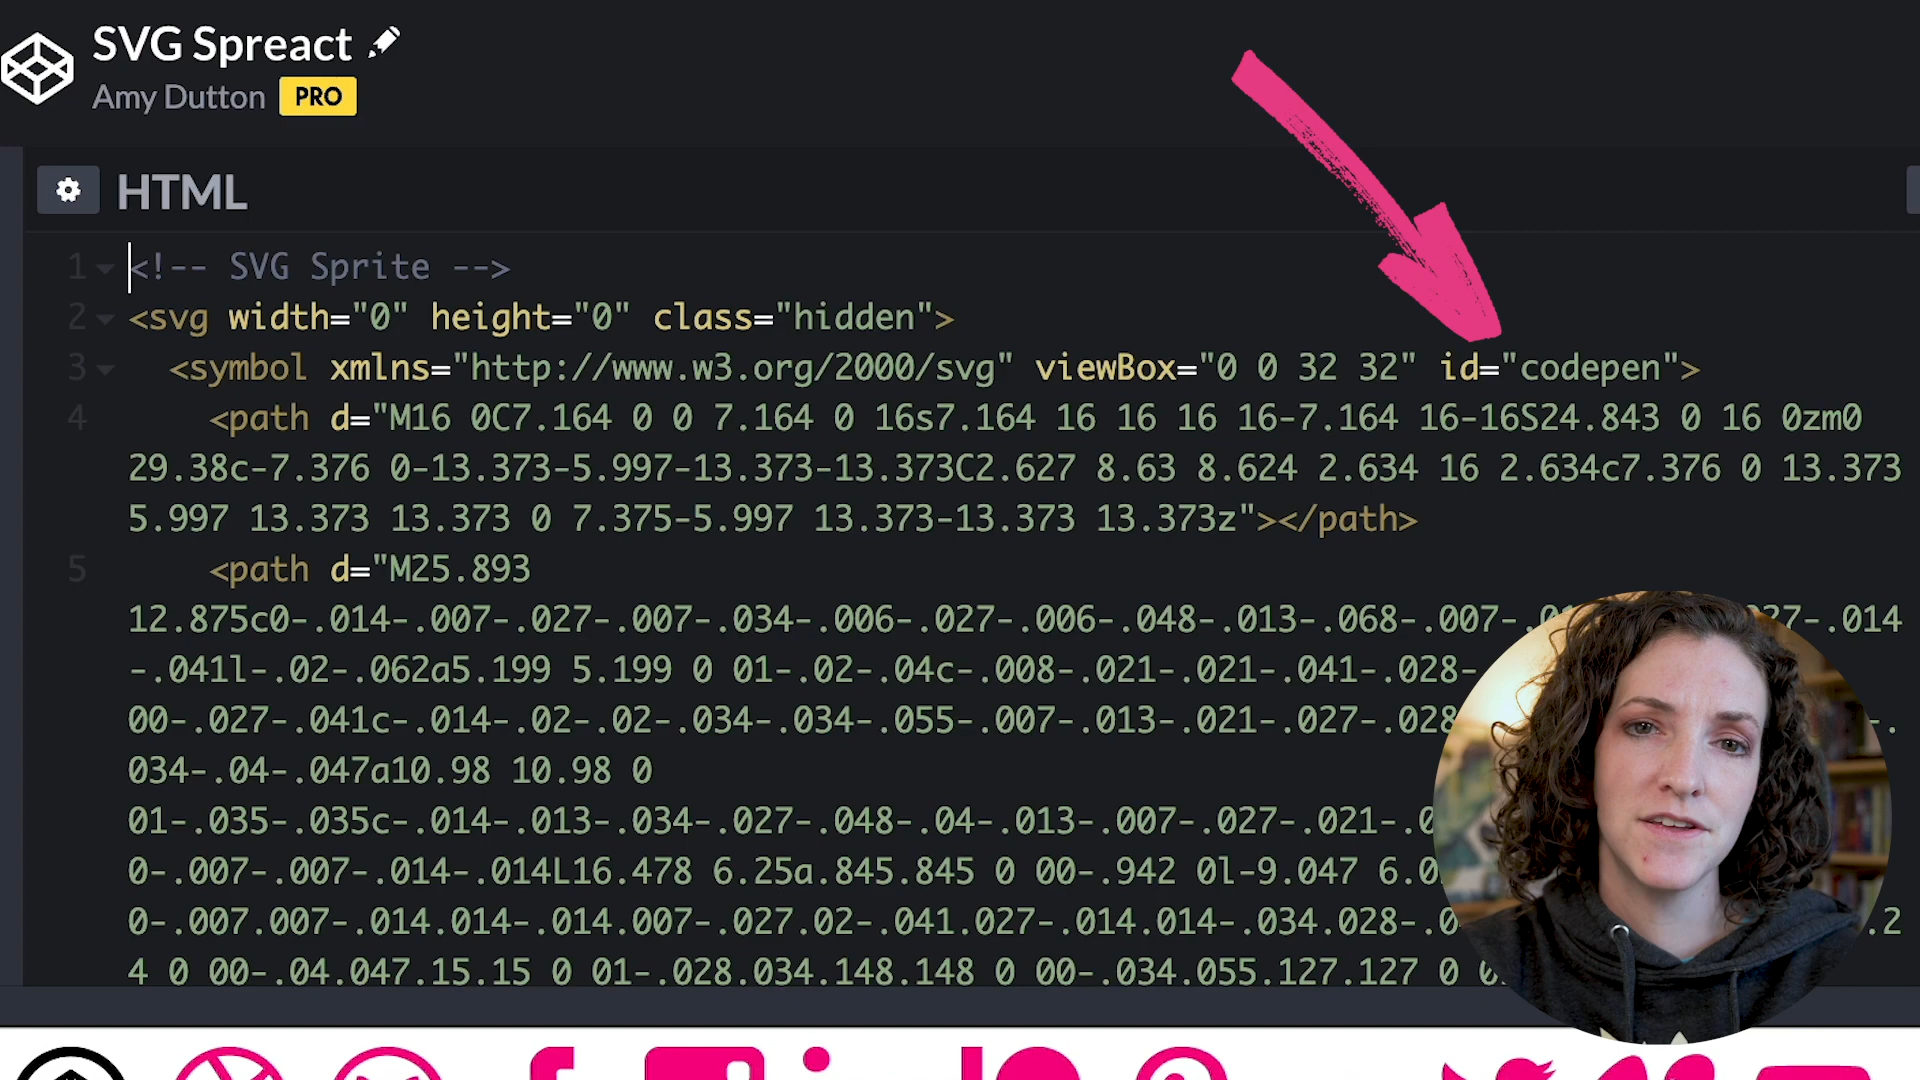 SVG Spreact
Amy Dutton PRO
HTML
1 <!-- SVG Sprite -->
2 <svg width="0" height="0" class="hidden">
3 <symbol xmlns="http://www.w3.org/2000/svg" viewBox="0 0 32 32" id="codepen">
4 <path d="M16 0C7.164 0 0 7.164 0 16s7.164 16 16 16 16-7.164 16-16S24.843 0 16 0zm0
29.38c-7.376 0-13.373-5.997-13.373-13.373C2.627 8.63 8.624 2.634 16 2.634c7.376 0 13.373
5.997 13.373 13.373 0 7.375-5.997 13.373-13.373 13.373z"></path>
5 <path d="M25.893
12.875c0-.014-.007-.027-.007-.034-.006-.027-.006-.048-.013-.068-.007-. -.014
-.041l-.02-.062a5.199 5.199 0 01-.02-.04c-.008-.021-.021-.041-.028-
00-.027-.041c-.014-.02-.02-.034-.034-.055-.007-.013-.021-.027-.028 -.
034-.04-.047a10.98 10.98 0
01-.035-.035c-.014-.013-.034-.027-.048-.04-.013-.007-.027-.021-.0
0-.007-.007-.014-.014L16.478 6.25a.845.845 0 00-.942 0l-9.047 6.0
0-.007.007-.014.014-.014.007-.027.02-.041.027-.014.014-.034.028-.0 .2
4 0 00-.04.047.15.15 0 01-.028.034.148.148 0 00-.034.055.127.127 0